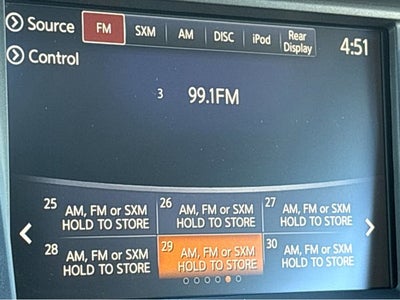 Source FM SXM AM DISC iPod Rear Display 4:51
Control
3 99.1FM
25 AM, FM or SXM HOLD TO STORE
26 AM, FM or SXM HOLD TO STORE
27 AM, FM or SXM HOLD TO STORE
28 AM, FM or SXM HOLD TO STORE
29 AM, FM or SXM HOLD TO STORE
30 AM, FM or SXM HOLD TO STORE